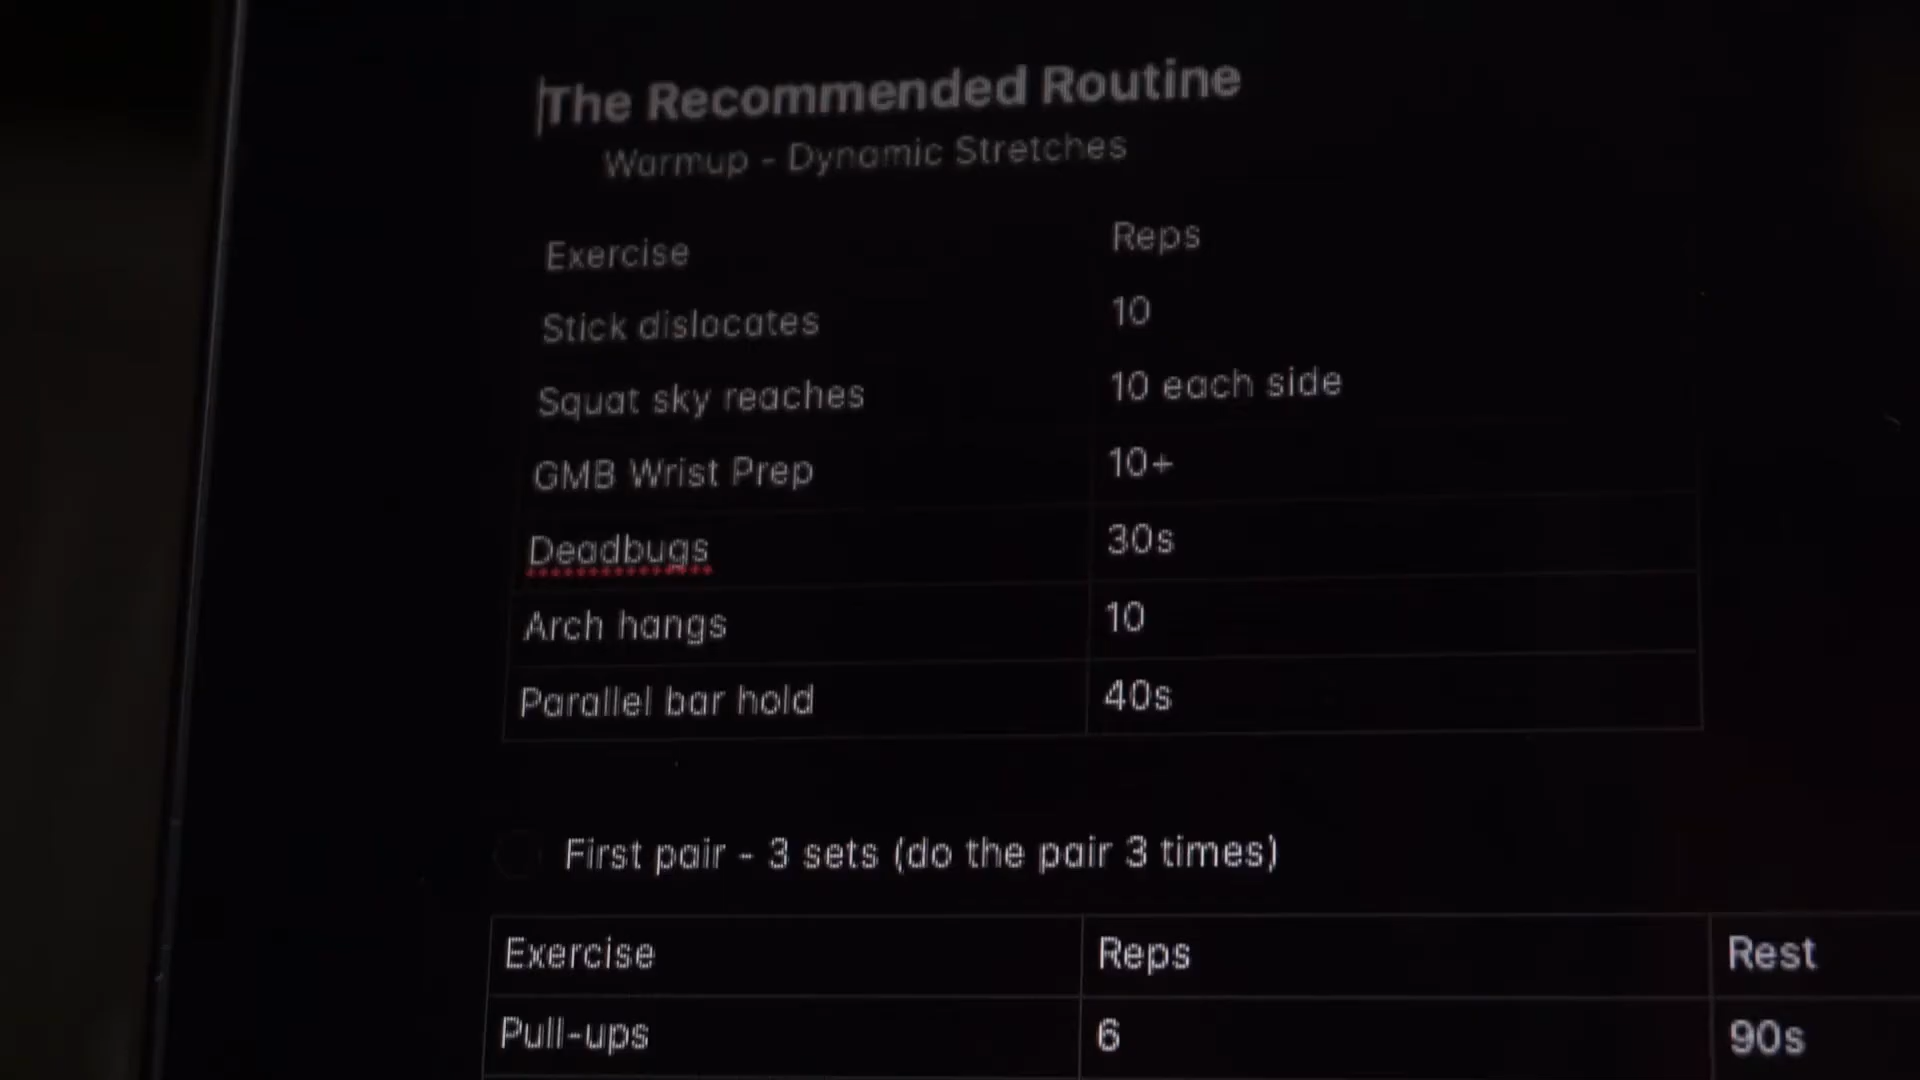 The Recommended Routine
Warmup - Dynamic Stretches
Exercise Reps
Stick dislocates 10
Squat sky reaches 10 each side
GMB Wrist Prep 10+
Deadbugs 30s
Arch hangs 10
Parallel bar hold 40s
First pair - 3 sets (do the pair 3 times)
Exercise Reps Rest
Pull-ups 6 90s